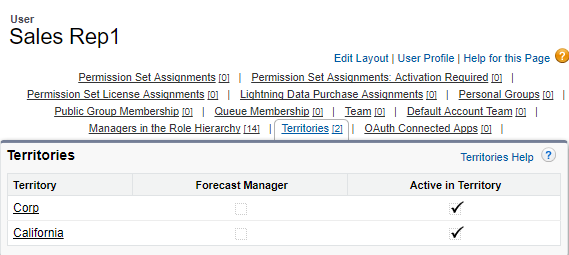 User
Sales Rep1
Edit Layout | User Profile | Help for this Page ?
Permission Set Assignments [0] | Permission Set Assignments: Activation Required [0] |
Permission Set License Assignments [0] | Lightning Data Purchase Assignments [0] | Personal Groups [0] |
Public Group Membership [0] | Queue Membership [0] | Team [0] | Default Account Team [0] |
Managers in the Role Hierarchy [14] | Territories [2] | OAuth Connected Apps [0] |
Territories Territories Help ?
Territory Forecast Manager Active in Territory
Corp
California